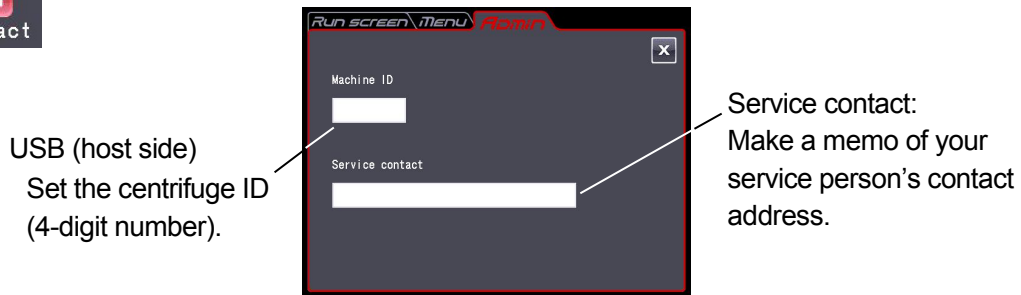 Run screen Menu Admin
x
Machine ID
Service contact
USB (host side)
Set the centrifuge ID
(4-digit number).
Service contact:
Make a memo of your
service person's contact
address.